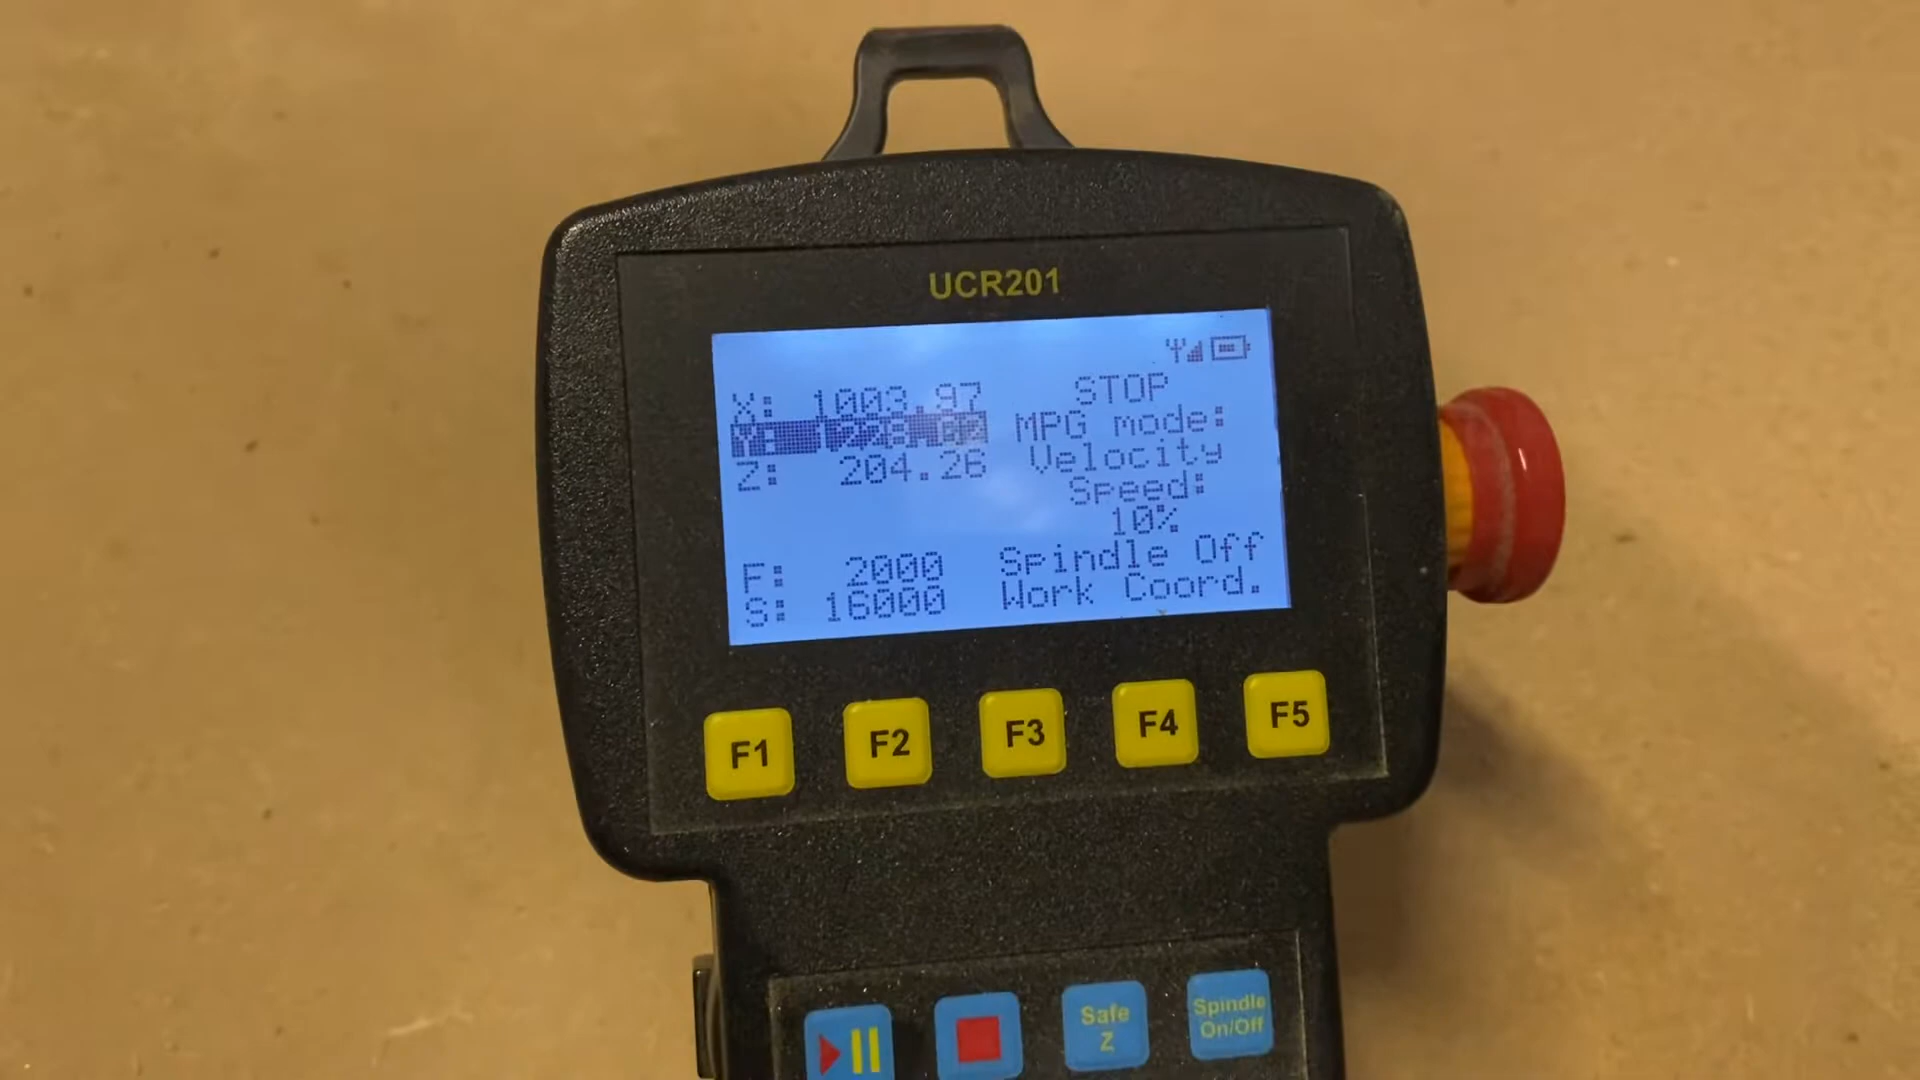 UCR201
X: 1003.97 STOP
Y: MPG mode:
Z: 204.26 Velocity
Speed:
10%
F: 2000 Spindle Off
S: 16000 Work Coord.
F1 F2 F3 F4 F5
Safe
Z
Spindle
On/Off